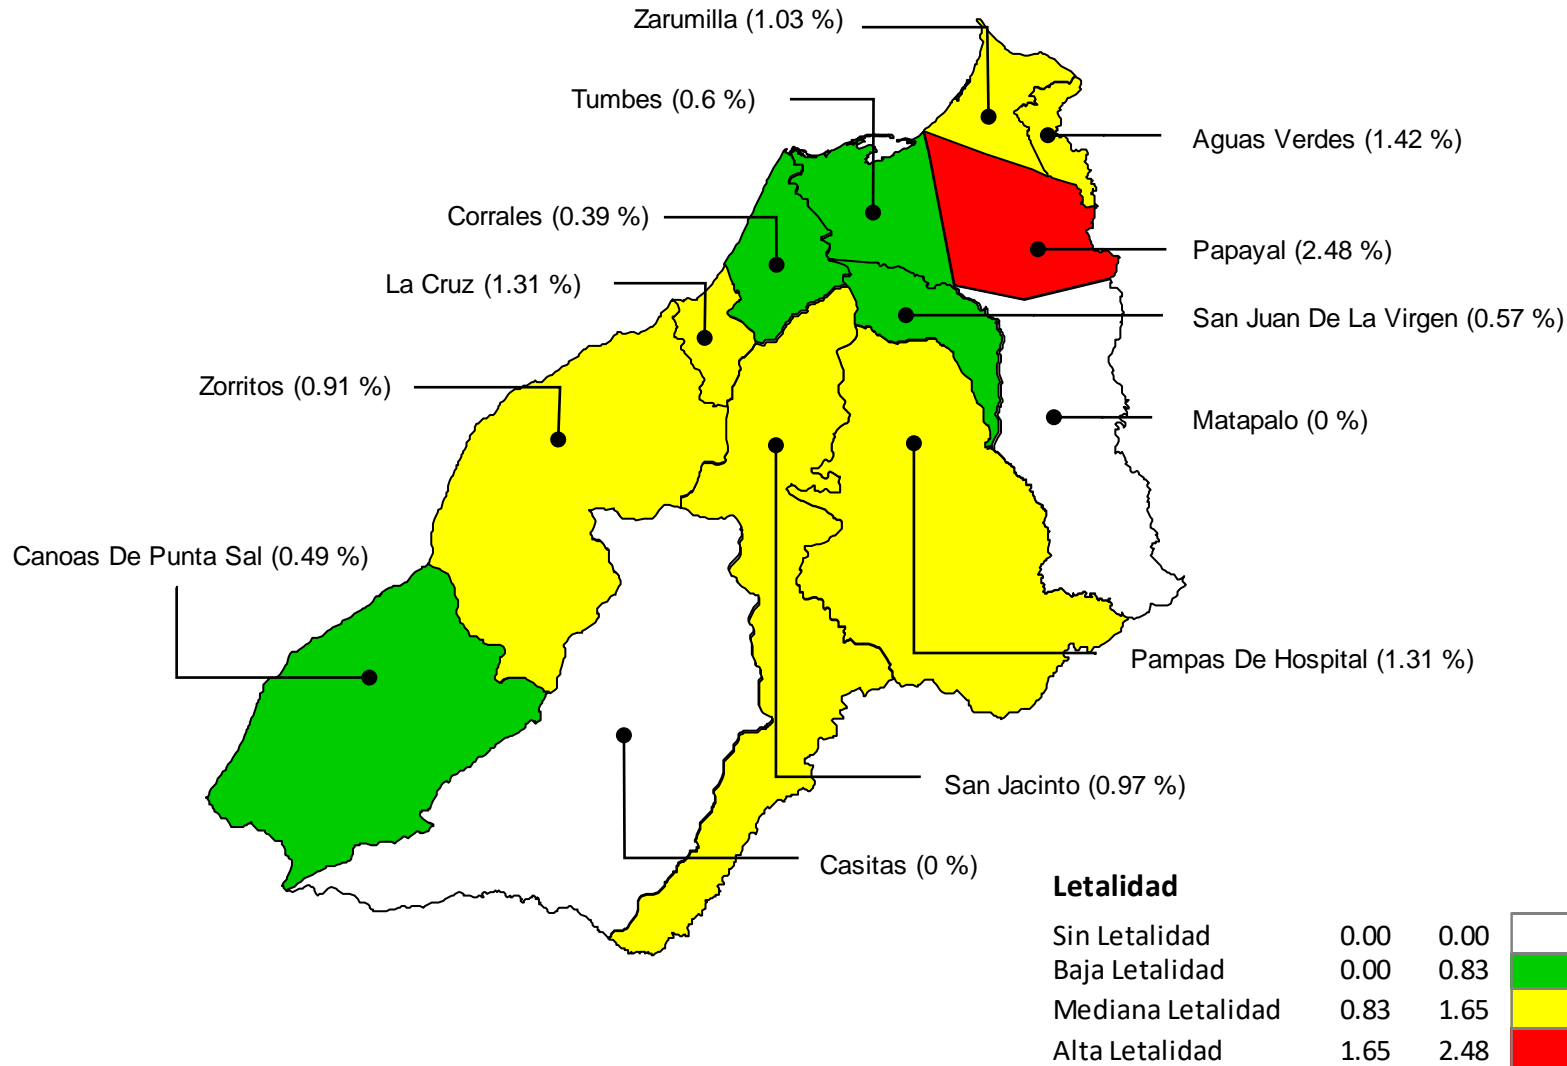 Zarumilla (1.03 %)
Tumbes (0.6 %)
Aguas Verdes (1.42 %)
Corrales (0.39 %)
Papayal (2.48 %)
La Cruz (1.31 %)
San Juan De La Virgen (0.57 %)
Zorritos (0.91 %)
Matapalo (0 %)
Canoas De Punta Sal (0.49 %)
Pampas De Hospital (1.31 %)
San Jacinto (0.97 %)
Casitas (0 %)
Letalidad
Sin Letalidad 0.00 0.00
Baja Letalidad 0.00 0.83
Mediana Letalidad 0.83 1.65
Alta Letalidad 1.65 2.48